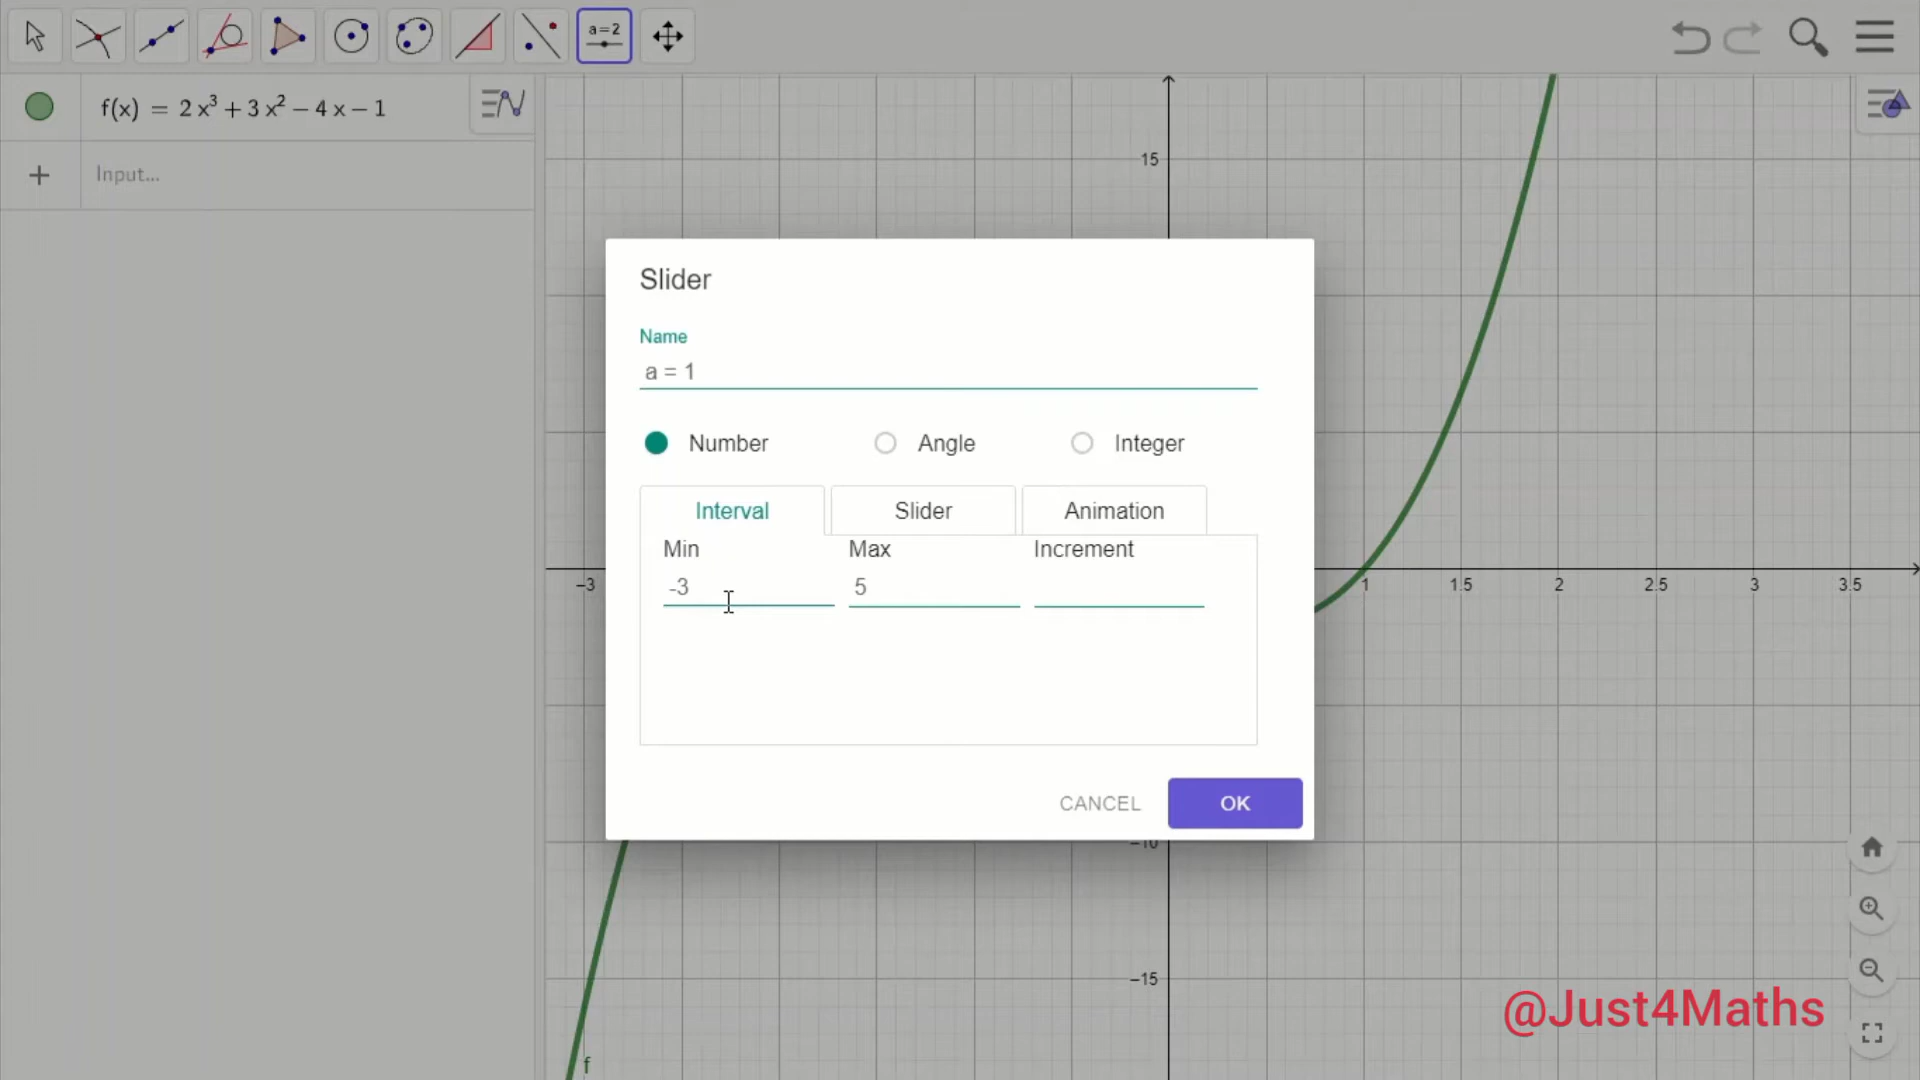 a=2
f(x) = 2x³ + 3x² − 4x − 1
Input...
15
Slider
Name
a = 1
Number Angle Integer
Interval Slider Animation
Min Max Increment
-3 5
−3 1 1.5 2 2.5 3 3.5
CANCEL OK
−10
−15
@Just4Maths
f